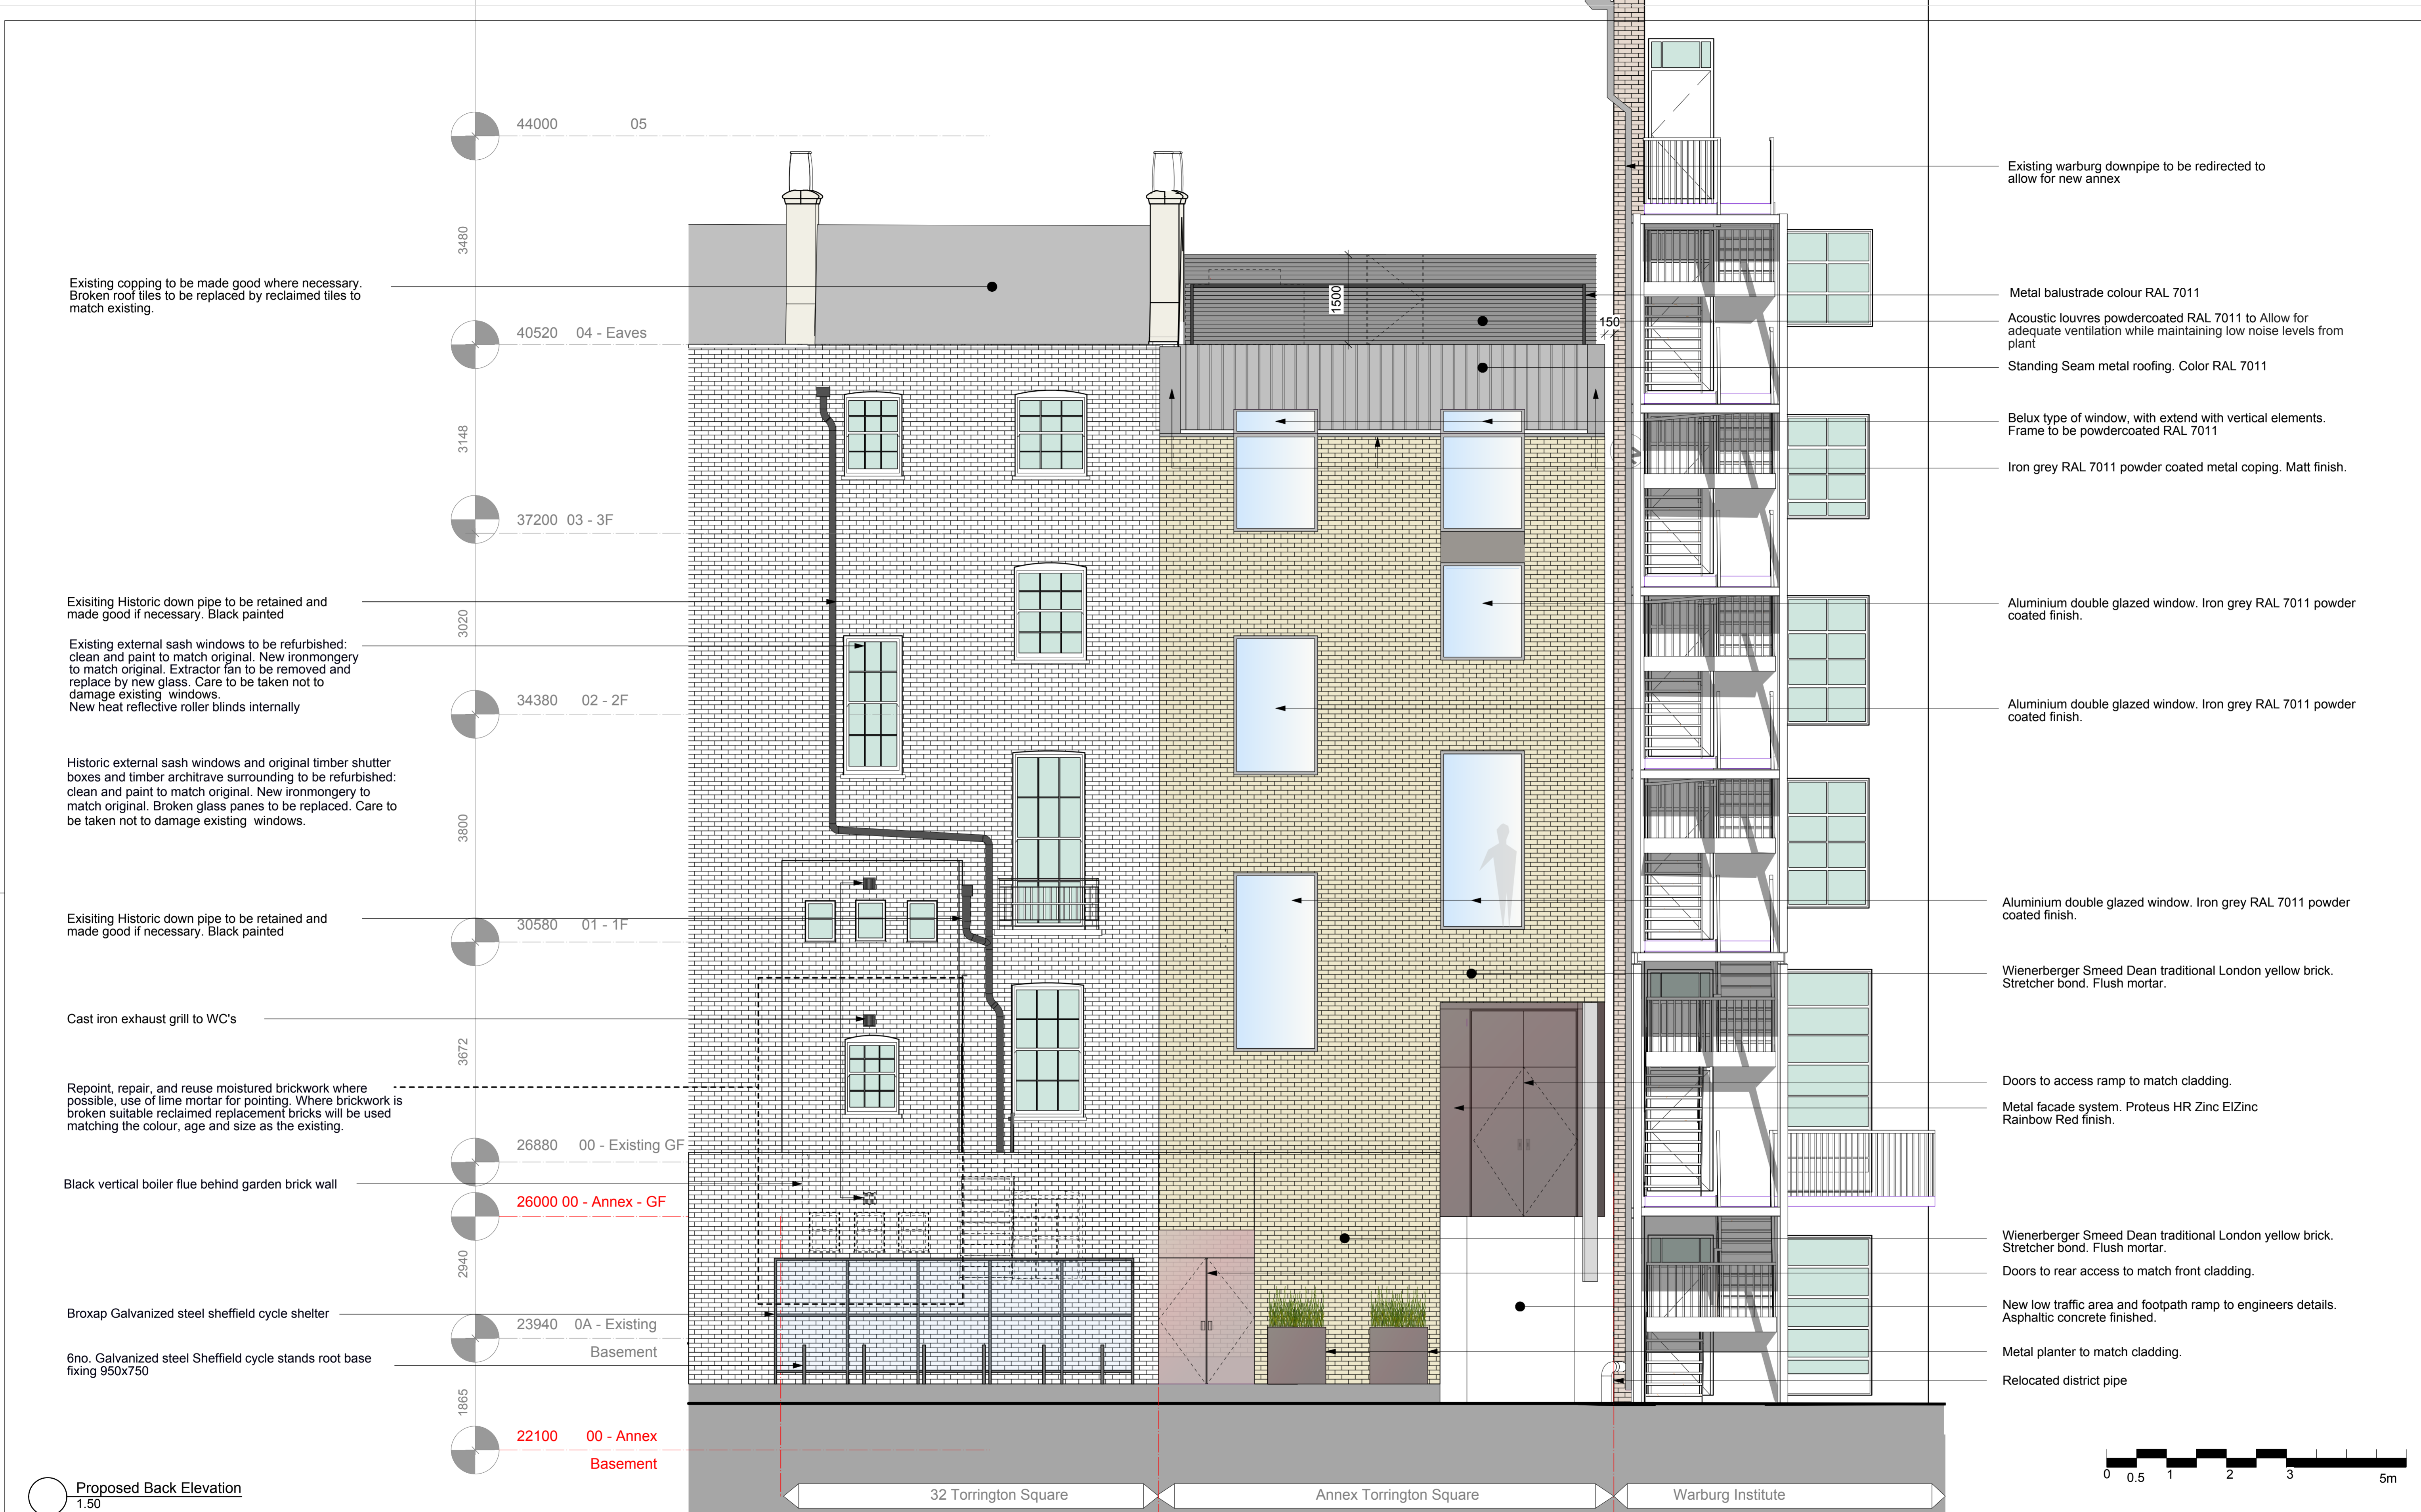 44000 05
3480
Existing copping to be made good where necessary.
Broken roof tiles to be replaced by reclaimed tiles to
match existing.
40520 04 - Eaves
3148
37200 03 - 3F
Exisiting Historic down pipe to be retained and
made good if necessary. Black painted
3020
Existing external sash windows to be refurbished:
clean and paint to match original. New ironmongery
to match original. Extractor fan to be removed and
replace by new glass. Care to be taken not to
damage existing windows.
New heat reflective roller blinds internally
34380 02 - 2F
Historic external sash windows and original timber shutter
boxes and timber architrave surrounding to be refurbished:
clean and paint to match original. New ironmongery to
match original. Broken glass panes to be replaced. Care to
be taken not to damage existing windows.
3800
Exisiting Historic down pipe to be retained and
made good if necessary. Black painted
30580 01 - 1F
Cast iron exhaust grill to WC's
3672
Repoint, repair, and reuse moistured brickwork where
possible, use of lime mortar for pointing. Where brickwork is
broken suitable reclaimed replacement bricks will be used
matching the colour, age and size as the existing.
26880 00 - Existing GF
Black vertical boiler flue behind garden brick wall
26000 00 - Annex - GF
2940
Broxap Galvanized steel sheffield cycle shelter
23940 0A - Existing
Basement
6no. Galvanized steel Sheffield cycle stands root base
fixing 950x750
1865
22100 00 - Annex
Basement
Proposed Back Elevation
1.50
1500
150
Existing warburg downpipe to be redirected to
allow for new annex
Metal balustrade colour RAL 7011
Acoustic louvres powdercoated RAL 7011 to Allow for
adequate ventilation while maintaining low noise levels from
plant
Standing Seam metal roofing. Color RAL 7011
Belux type of window, with extend with vertical elements.
Frame to be powdercoated RAL 7011
Iron grey RAL 7011 powder coated metal coping. Matt finish.
Aluminium double glazed window. Iron grey RAL 7011 powder
coated finish.
Aluminium double glazed window. Iron grey RAL 7011 powder
coated finish.
Aluminium double glazed window. Iron grey RAL 7011 powder
coated finish.
Wienerberger Smeed Dean traditional London yellow brick.
Stretcher bond. Flush mortar.
Doors to access ramp to match cladding.
Metal facade system. Proteus HR Zinc ElZinc
Rainbow Red finish.
Wienerberger Smeed Dean traditional London yellow brick.
Stretcher bond. Flush mortar.
Doors to rear access to match front cladding.
New low traffic area and footpath ramp to engineers details.
Asphaltic concrete finished.
Metal planter to match cladding.
Relocated district pipe
0 0.5 1 2 3 5m
32 Torrington Square
Annex Torrington Square
Warburg Institute